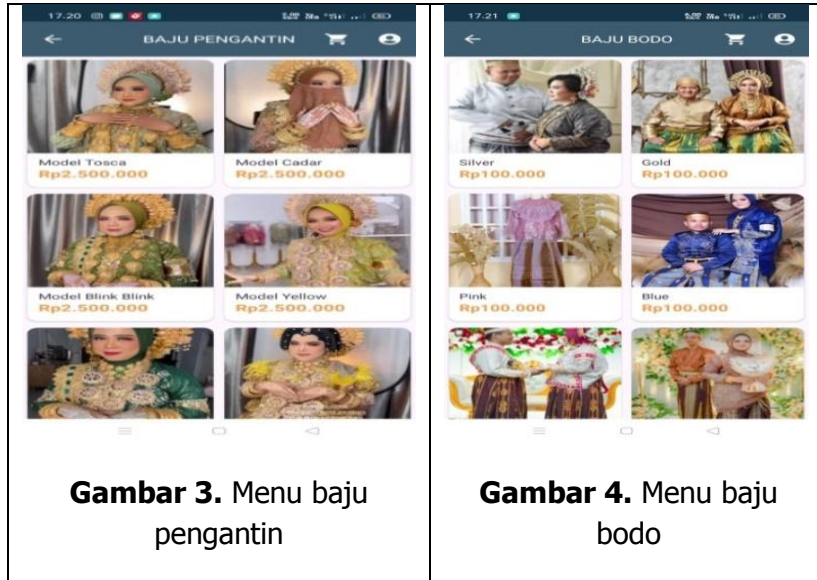 17.20
BAJU PENGANTIN
Model Tosca
Rp2.500.000
Model Cadar
Rp2.500.000
Model Blink Blink
Rp2.500.000
Model Yellow
Rp2.500.000
Gambar 3. Menu baju
pengantin
17.21
BAJU BODO
Silver
Rp100.000
Gold
Rp100.000
Pink
Rp100.000
Blue
Rp100.000
Gambar 4. Menu baju
bodo